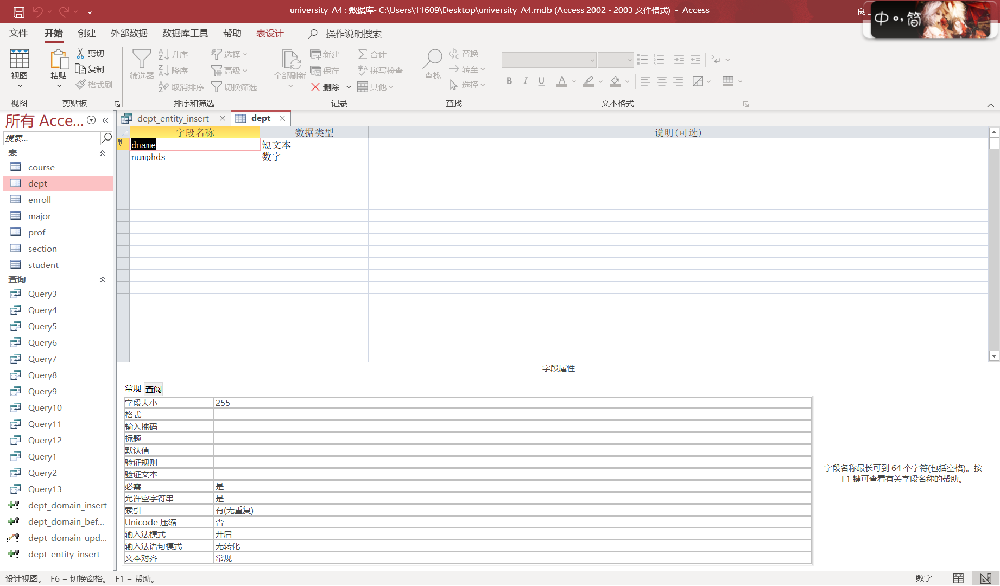 university_A4 : 数据库- C:\Users\11609\Desktop\university_A4.mdb (Access 2002 - 2003 文件格式)  -  Access
良
中 简
文件 开始 创建 外部数据 数据库工具 帮助 表设计 操作说明搜索
视图
视图
粘贴
剪切
复制
格式刷
剪贴板
筛选器
升序
降序
取消排序
选择
高级
切换筛选
排序和筛选
全部刷新
新建
保存
删除
合计
拼写检查
其他
记录
查找
替换
转至
选择
查找
B I U A
文本格式
所有 Acce...
搜索...
表
course
dept
enroll
major
prof
section
student
查询
Query3
Query4
Query5
Query6
Query7
Query8
Query9
Query10
Query11
Query12
Query1
Query2
Query13
dept_domain_insert
dept_domain_bef...
dept_domain_upd...
dept_entity_insert
dept_entity_insert dept
字段名称 数据类型 说明(可选)
dname 短文本
numphds 数字
字段属性
常规 查阅
字段大小 255
格式
输入掩码
标题
默认值
验证规则
验证文本
必需 是
允许空字符串 是
索引 有(无重复)
Unicode 压缩 否
输入法模式 开启
输入法语句模式 无转化
文本对齐 常规
字段名称最长可到 64 个字符(包括空格)。按
F1 键可查看有关字段名称的帮助。
设计视图。 F6 = 切换窗格。 F1 = 帮助。 数字